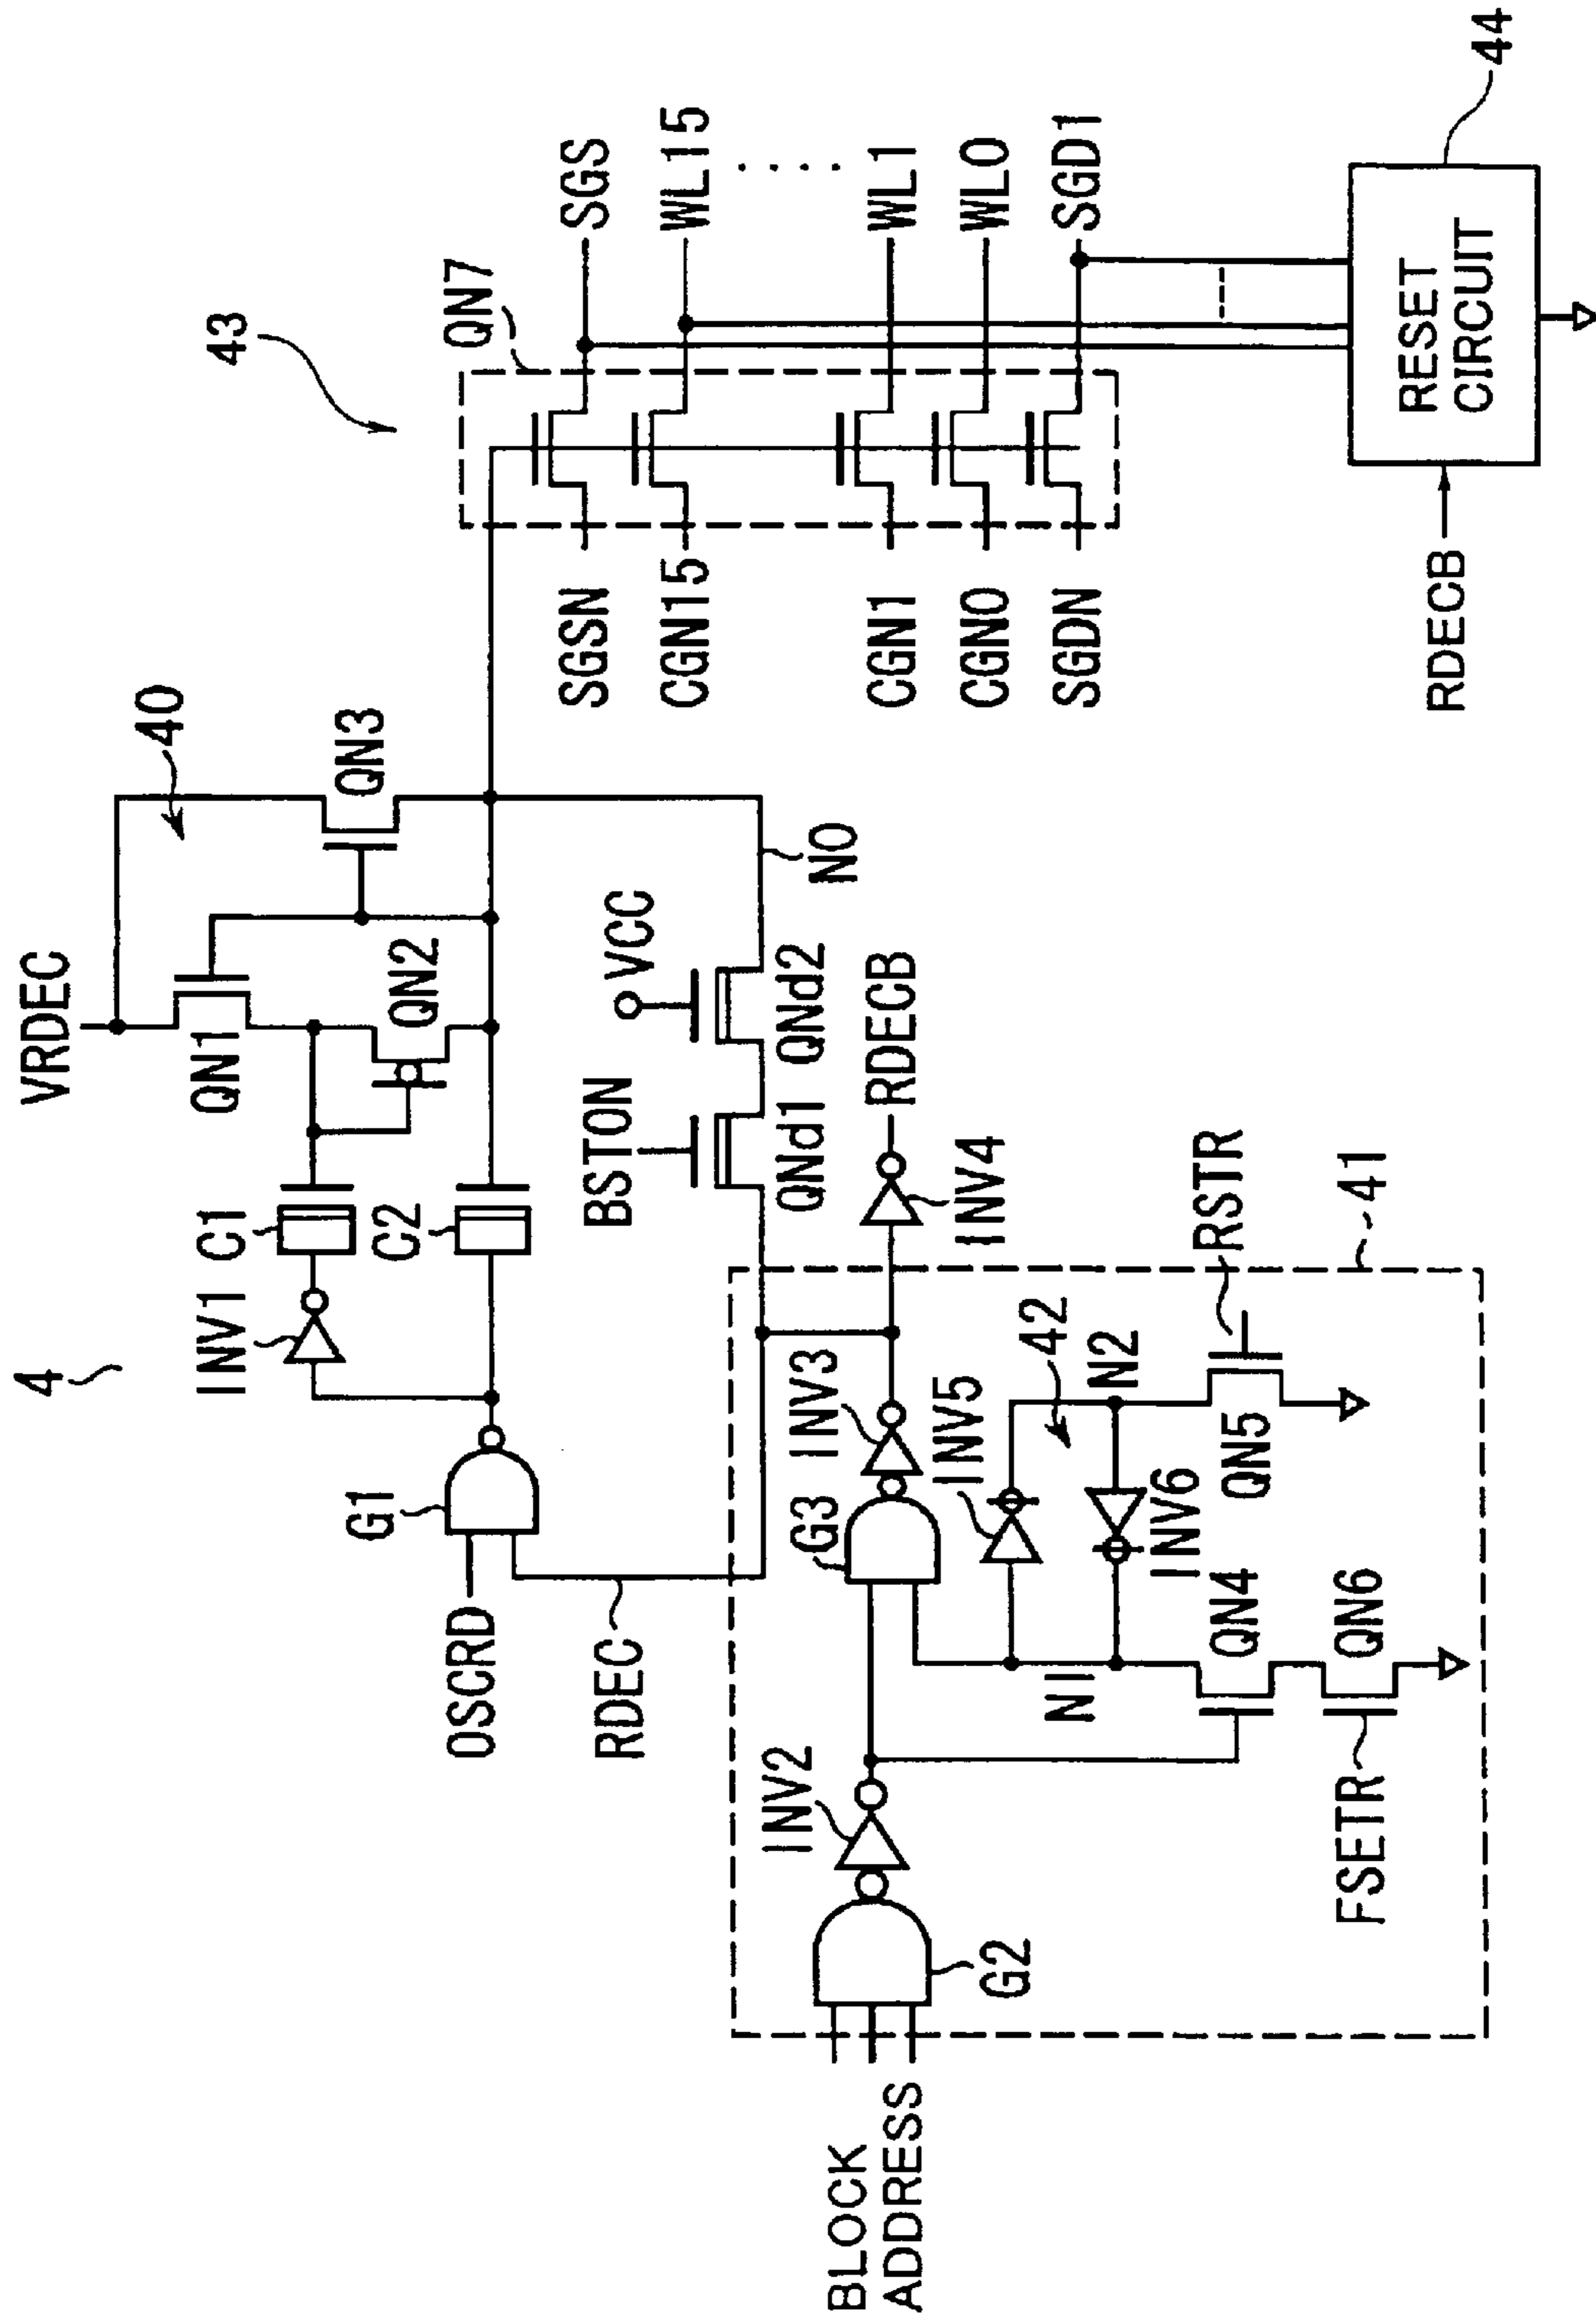 4
VRDEC
40
QN1
QN2
QN3
INV1
C1
C2
G1
OSCRD
RDEC
BSTON
VCC
QNd1
QNd2
N0
43
QN7
SGSN
SGS
CGN15
WL15
CGN1
WL1
CGN0
WL0
SGDN
SGD1
RDECB
RESET
CIRCUIT
44
BLOCK
ADDRESS
G2
INV2
G3
INV3
INV4
RDECB
INV5
42
N1
N2
INV6
QN4
QN5
QN6
FSETR
RSTR
41